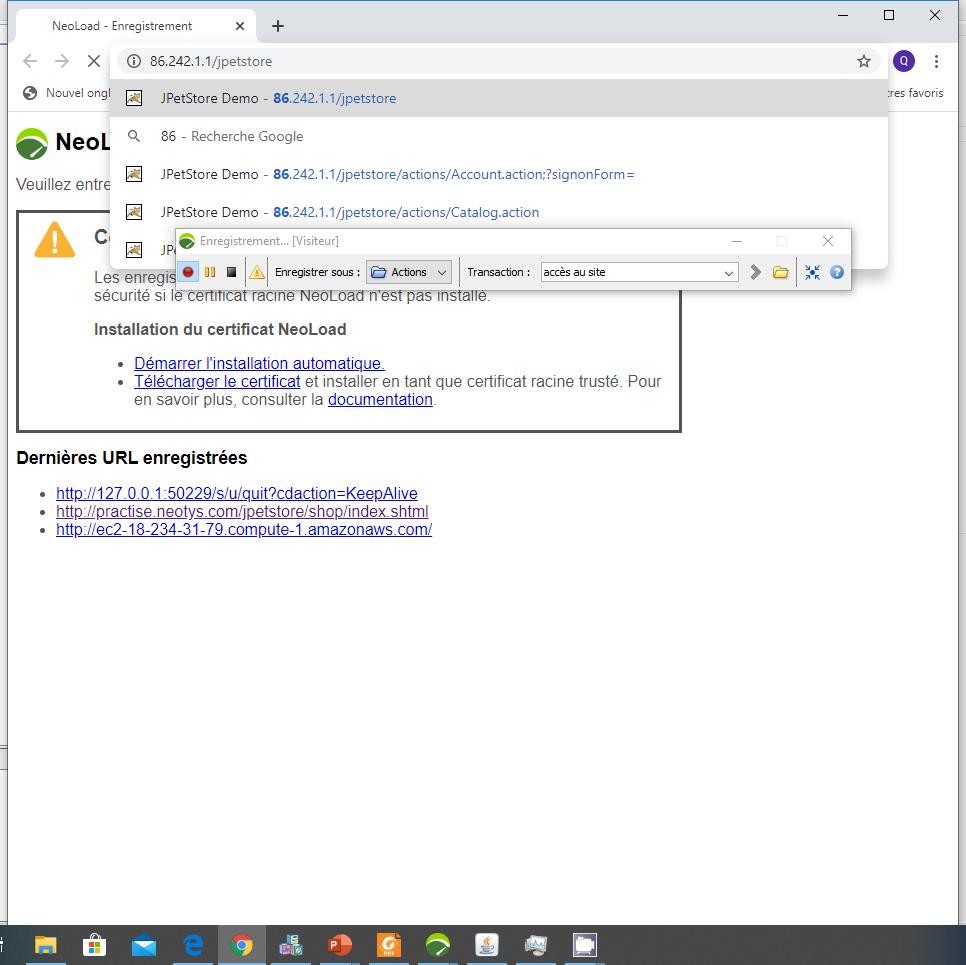 NeoLoad - Enregistrement
86.242.1.1/jpetstore
Q
Nouvel ongl
tres favoris
JPetStore Demo - 86.242.1.1/jpetstore
86 - Recherche Google
JPetStore Demo - 86.242.1.1/jpetstore/actions/Account.action;?signonForm=
JPetStore Demo - 86.242.1.1/jpetstore/actions/Catalog.action
JP
NeoL
Veuillez entre
C
Enregistrement... [Visiteur]
Enregistrer sous : Actions Transaction : accès au site
Les enregis
sécurité si le certificat racine NeoLoad n'est pas installé.
Installation du certificat NeoLoad
Démarrer l'installation automatique.
Télécharger le certificat et installer en tant que certificat racine trusté. Pour
en savoir plus, consulter la documentation.
Dernières URL enregistrées
http://127.0.0.1:50229/s/u/quit?cdaction=KeepAlive
http://practise.neotys.com/jpetstore/shop/index.shtml
http://ec2-18-234-31-79.compute-1.amazonaws.com/